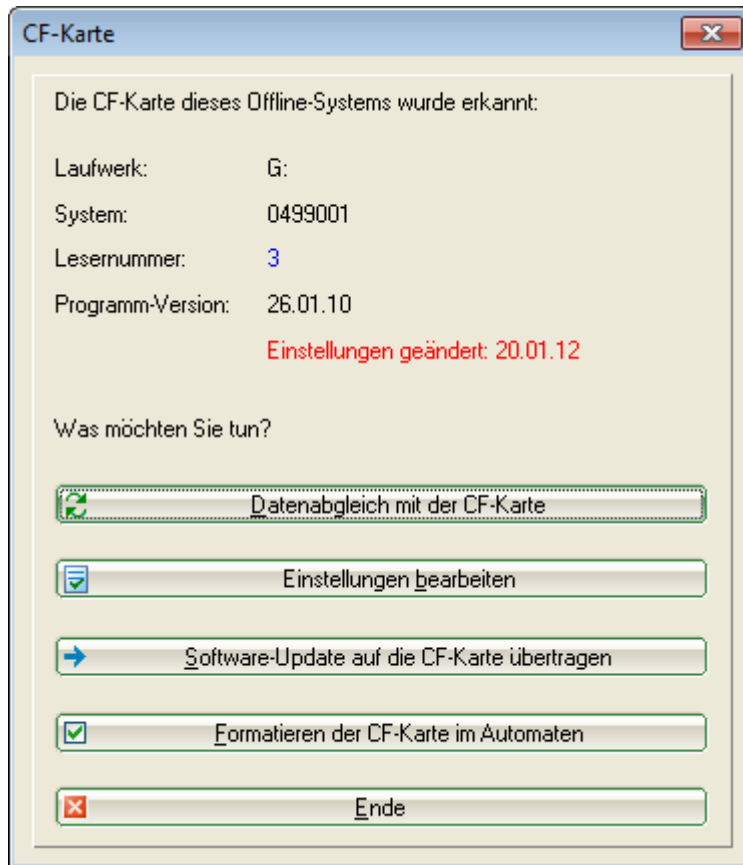 CF-Karte
Die CF-Karte dieses Offline-Systems wurde erkannt:
Laufwerk: G:
System: 0499001
Lesernummer: 3
Programm-Version: 26.01.10
Einstellungen geändert: 20.01.12
Was möchten Sie tun?
Datenabgleich mit der CF-Karte
Einstellungen bearbeiten
Software-Update auf die CF-Karte übertragen
Formatieren der CF-Karte im Automaten
Ende